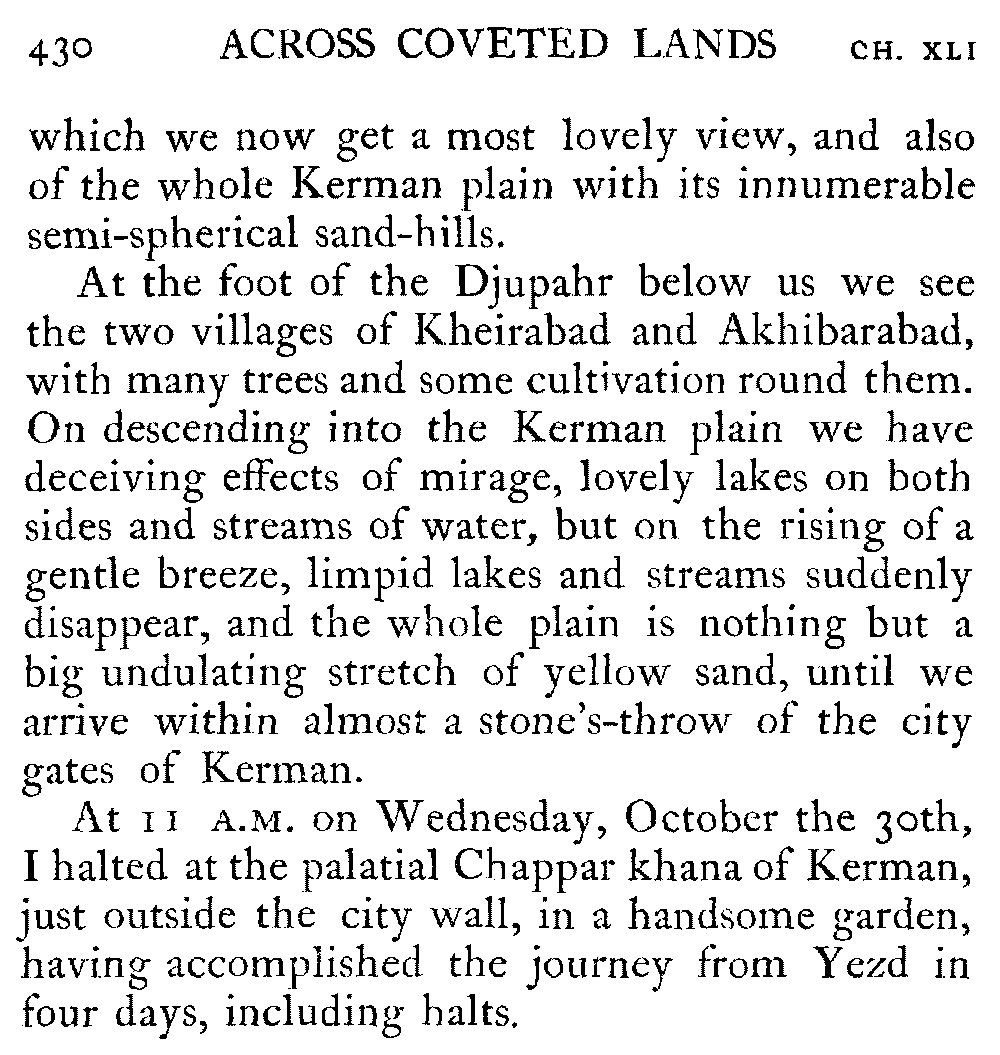 430 ACROSS COVETED LANDS CH. XLI
which we now get a most lovely view, and also
of the whole Kerman plain with its innumerable
semi-spherical sand-hills.
At the foot of the Djupahr below us we see
the two villages of Kheirabad and Akhibarabad,
with many trees and some cultivation round them.
On descending into the Kerman plain we have
deceiving effects of mirage, lovely lakes on both
sides and streams of water, but on the rising of a
gentle breeze, limpid lakes and streams suddenly
disappear, and the whole plain is nothing but a
big undulating stretch of yellow sand, until we
arrive within almost a stone's-throw of the city
gates of Kerman.
At 11 A.M. on Wednesday, October the 30th,
I halted at the palatial Chappar khana of Kerman,
just outside the city wall, in a handsome garden,
having accomplished the journey from Yezd in
four days, including halts.